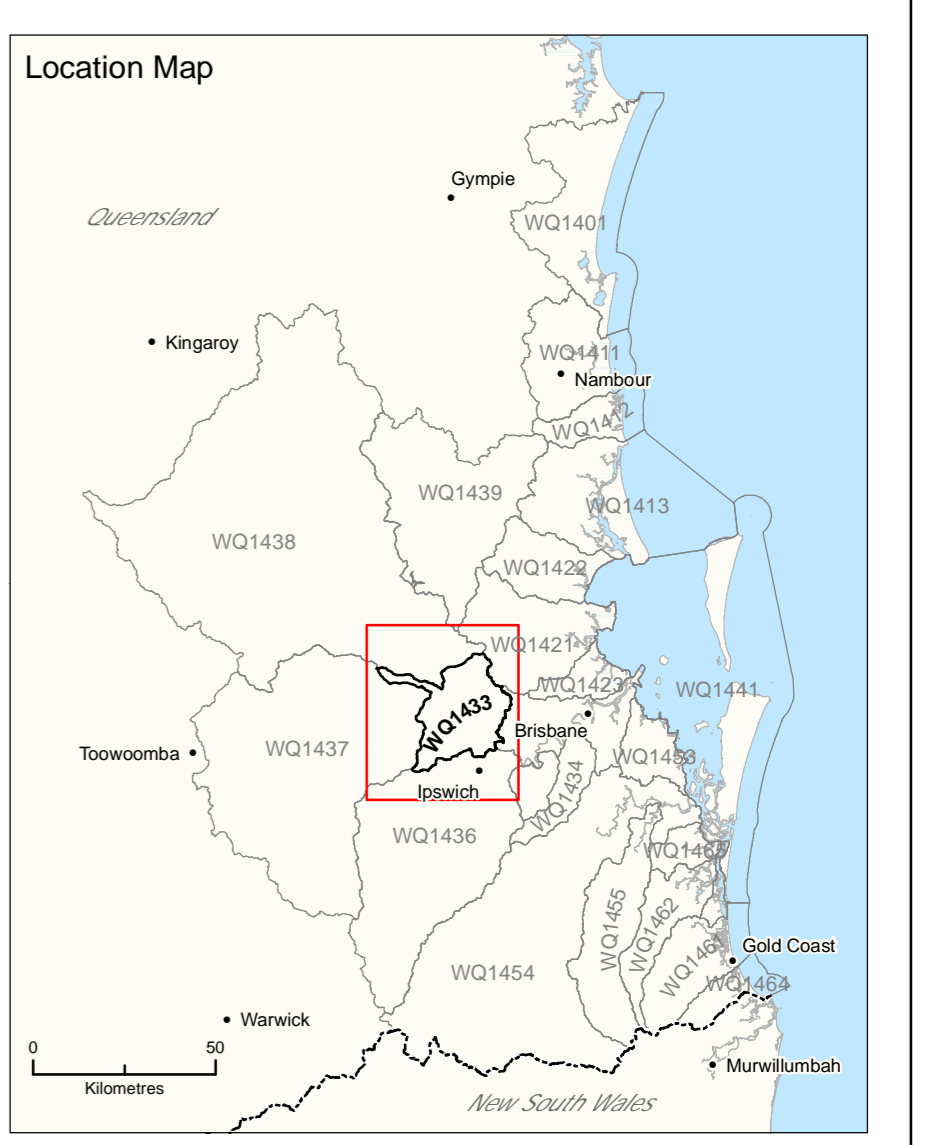 Location Map
Gympie
Queensland
WQ1401
Kingaroy
WQ1411
Nambour
WQ1412
WQ1439
WQ1413
WQ1438
WQ1422
WQ1421
WQ1423
WQ1441
WQ1433
Brisbane
WQ1437
Toowoomba
WQ1453
Ipswich
WQ1434
WQ1436
WQ1465
WQ1455
WQ1462
Gold Coast
WQ1461
WQ1454
WQ1464
Warwick
0 50
Kilometres
Murwillumbah
New South Wales